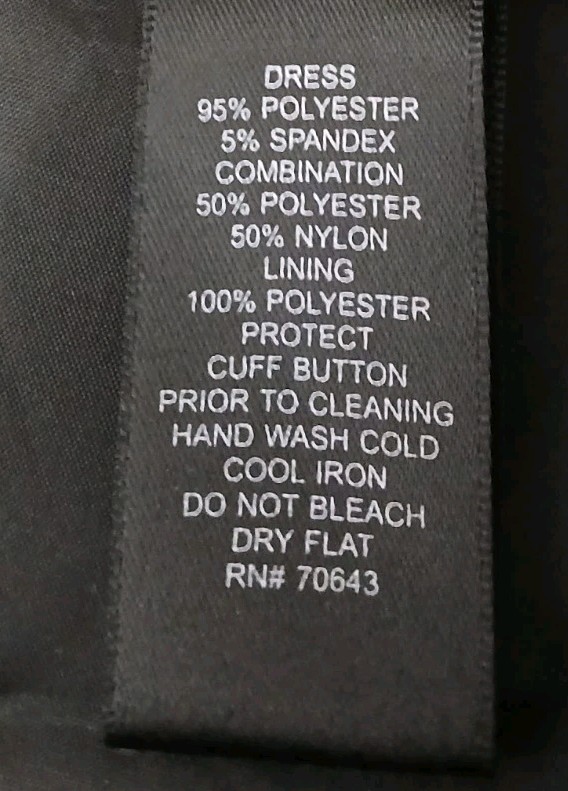 DRESS
95% POLYESTER
5% SPANDEX
COMBINATION
50% POLYESTER
50% NYLON
LINING
100% POLYESTER
PROTECT
CUFF BUTTON
PRIOR TO CLEANING
HAND WASH COLD
COOL IRON
DO NOT BLEACH
DRY FLAT
RN# 70643